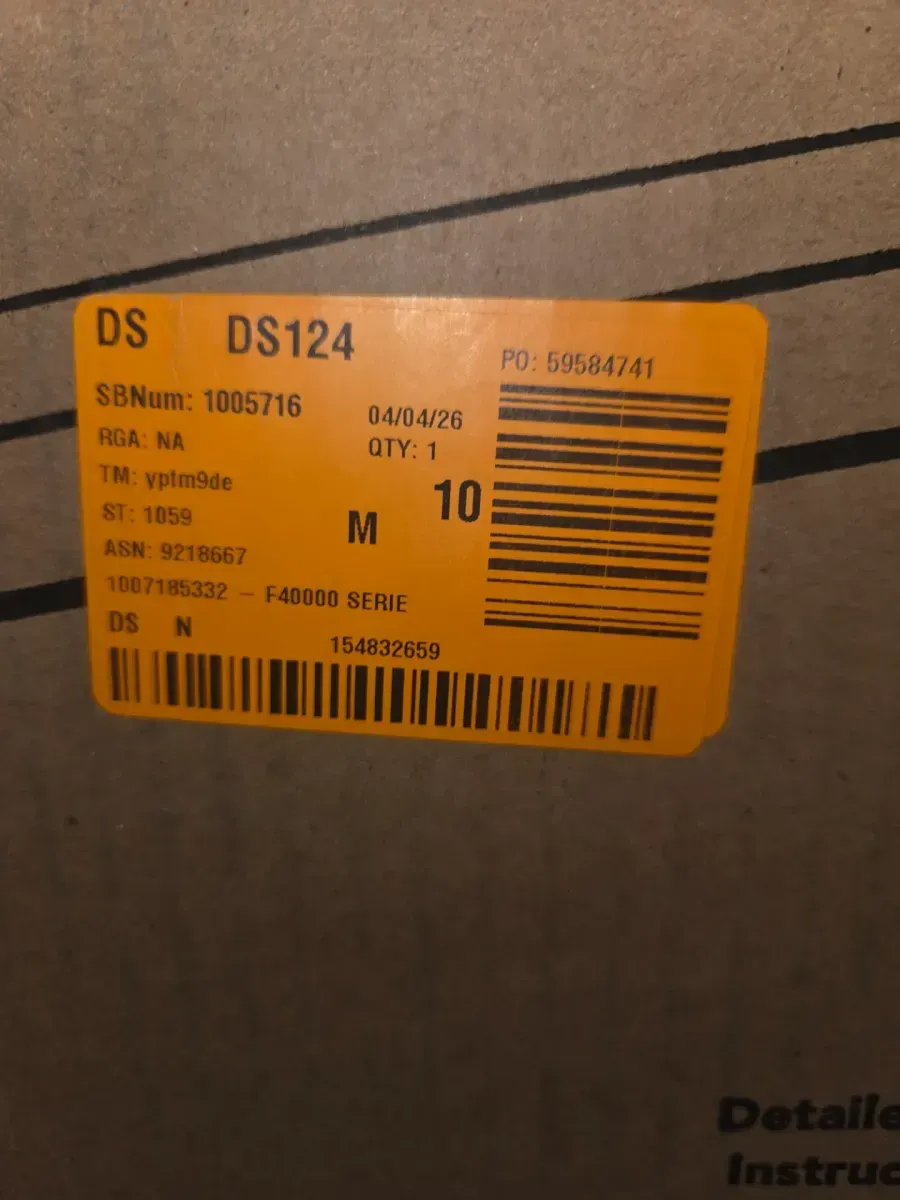 DS DS124
PO: 59584741
SBNum: 1005716
04/04/26
RGA: NA
QTY: 1
TM: yptm9de
10
ST: 1059
M
ASN: 9218667
1007185332 – F40000 SERIE
DS N
154832659
Detaile
Instruc